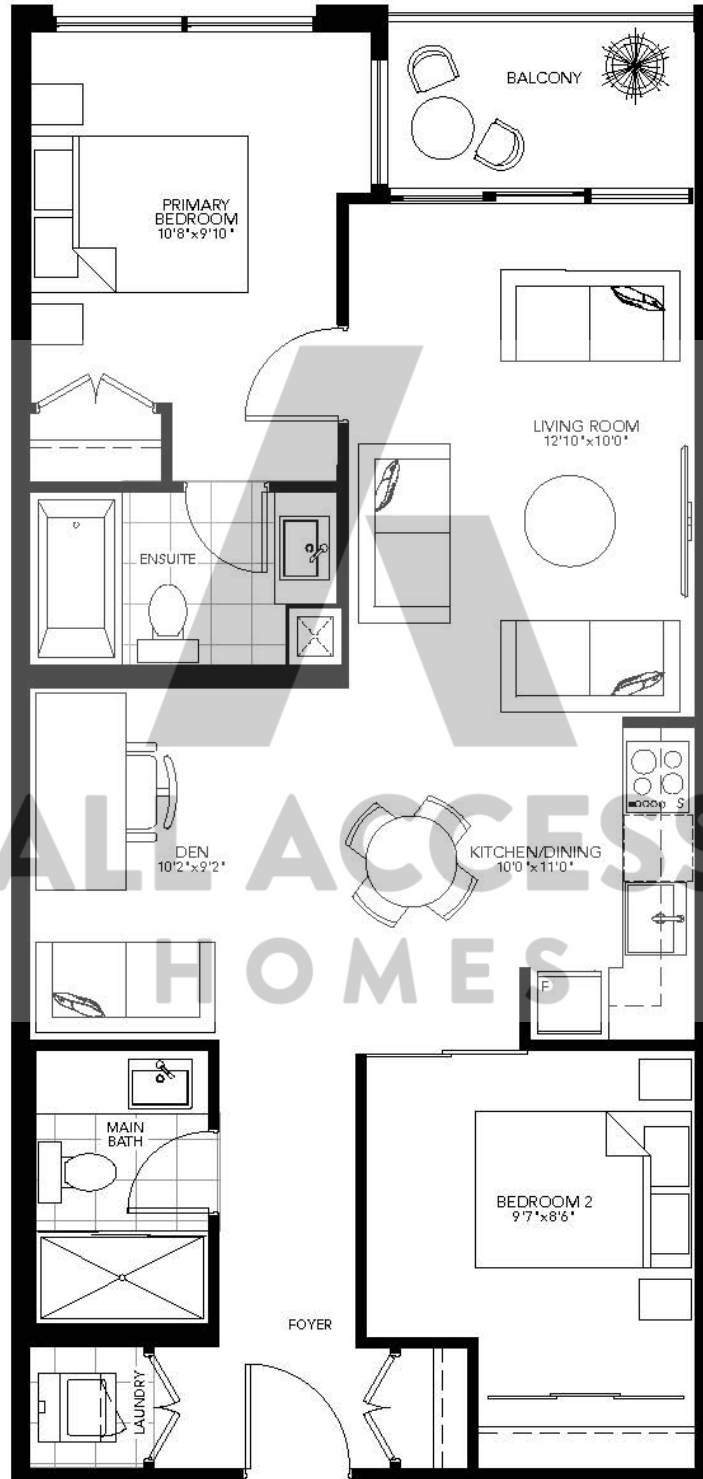 BALCONY
PRIMARY
BEDROOM
10'8"x9'10"
LIVING ROOM
12'10"x10'0"
ENSUITE
DEN
10'2"x9'2"
KITCHEN/DINING
10'0"x11'0"
S
ALL ACCESS
HOMES
F
MAIN
BATH
BEDROOM 2
9'7"x8'6"
FOYER
LAUNDRY